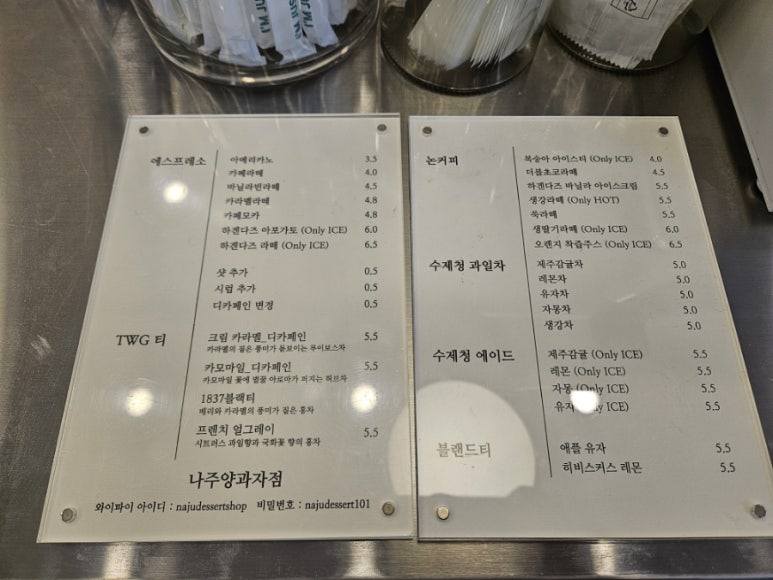 에스프레소
아메리카노 3.5
카페라떼 4.0
바닐라빈라떼 4.5
카라멜라떼 4.8
카페모카 4.8
하겐다즈 아포가토 (Only ICE) 6.0
하겐다즈 라떼 (Only ICE) 6.5
샷 추가 0.5
시럽 추가 0.5
디카페인 변경 0.5
TWG 티
크림 카라멜_디카페인 5.5
카라멜의 짙은 풍미가 돋보이는 루이보스차
카모마일_디카페인 5.5
카모마일 꽃에 벌꿀 아로마가 퍼지는 허브차
1837블랙티
베리와 카라멜의 풍미가 짙은 홍차
프렌치 얼그레이 5.5
시트러스 과일향과 국화꽃 향의 홍차
나주양과자점
와이파이 아이디 : najudessertshop 비밀번호 : najudessert101
논커피
복숭아 아이스티 (Only ICE) 4.0
더블초코라떼 4.5
하겐다즈 바닐라 아이스크림 5.5
생강라떼 (Only HOT) 5.5
쑥라떼 5.5
생딸기라떼 (Only ICE) 6.0
오렌지 착즙주스 (Only ICE) 6.5
수제청 과일차
제주감귤차 5.0
레몬차 5.0
유자차 5.0
자몽차 5.0
생강차 5.0
수제청 에이드
제주감귤 (Only ICE) 5.5
레몬 (Only ICE) 5.5
자몽 (Only ICE) 5.5
유자 (Only ICE) 5.5
블랜드티
애플 유자 5.5
히비스커스 레몬 5.5